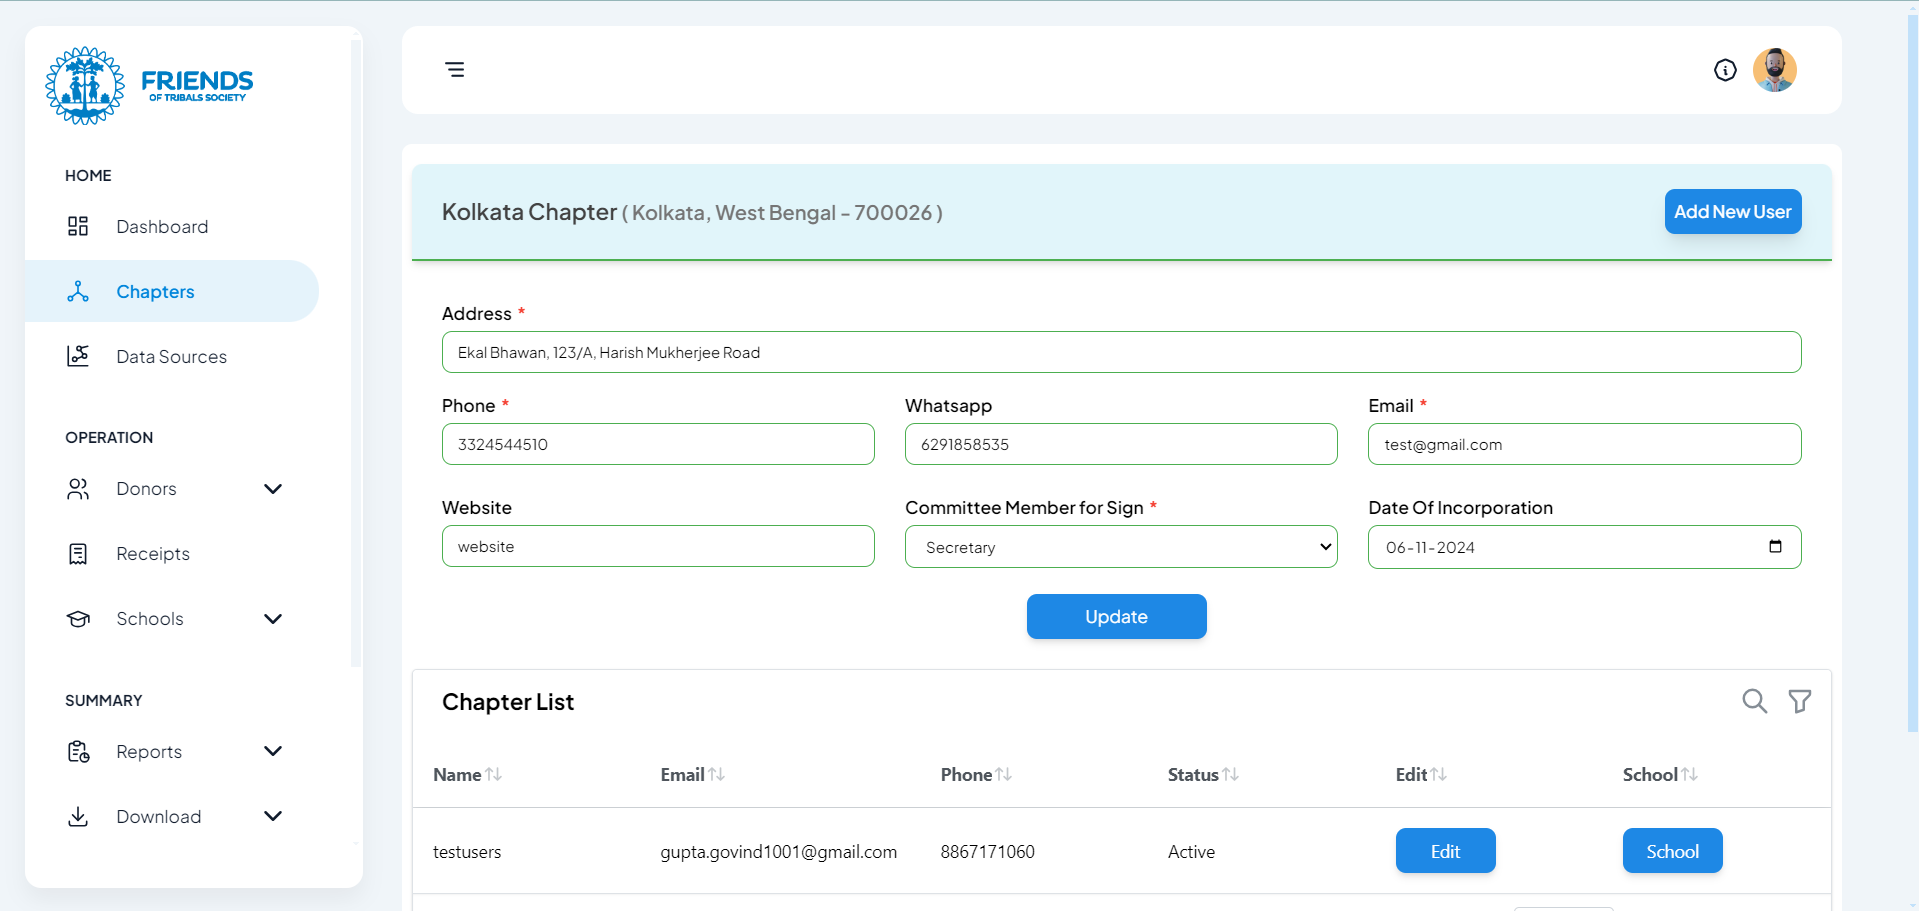 FRIENDS
OF TRIBALS SOCIETY
HOME
Dashboard
Chapters
Data Sources
OPERATION
Donors
Receipts
Schools
SUMMARY
Reports
Download
Kolkata Chapter ( Kolkata, West Bengal - 700026 )
Add New User
Address *
Ekal Bhawan, 123/A, Harish Mukherjee Road
Phone * Whatsapp Email *
3324544510 6291858535 test@gmail.com
Website Committee Member for Sign * Date Of Incorporation
website Secretary 06-11-2024
Update
Chapter List
Name Email Phone Status Edit School
testusers gupta.govind1001@gmail.com 8867171060 Active Edit School